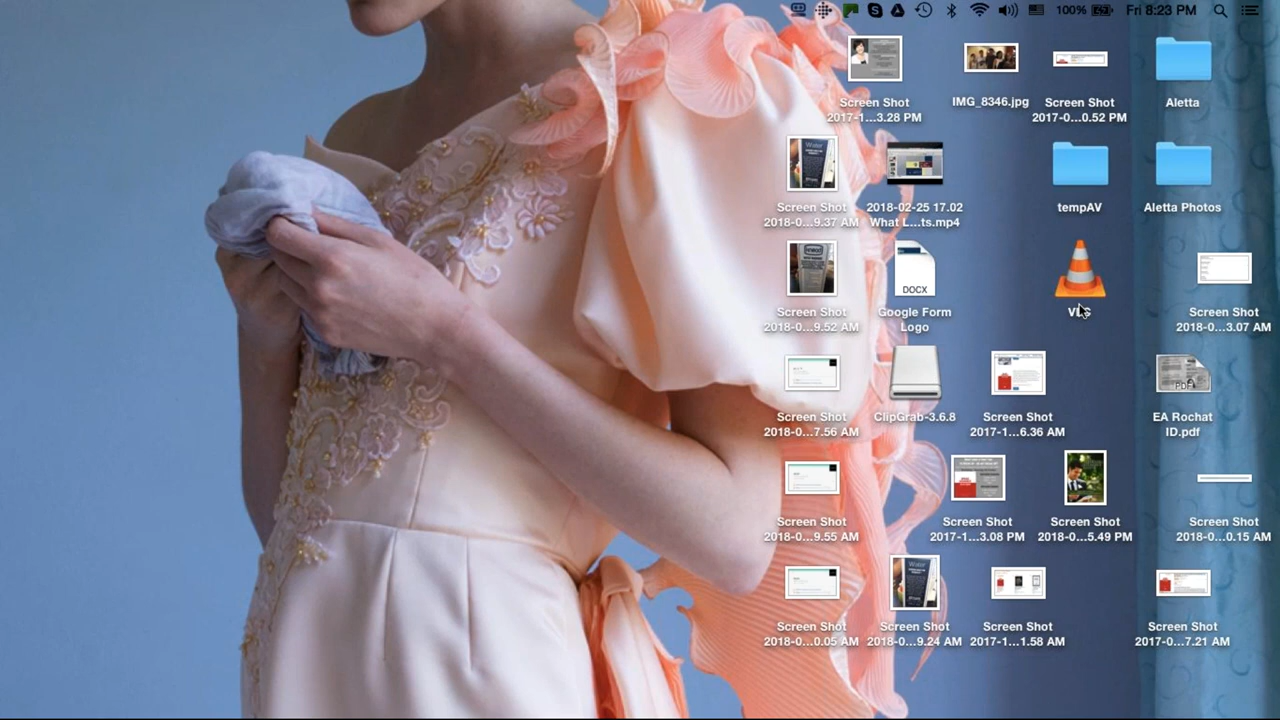 100% Fri 8:23 PM
Screen Shot
2017-1...3.28 PM
IMG_8346.jpg
Screen Shot
2017-0...0.52 PM
Aletta
Screen Shot
2018-0...9.37 AM
2018-02-25 17.02
What L...ts.mp4
tempAV
Aletta Photos
Screen Shot
2018-0...9.52 AM
DOCX
Google Form
Logo
Screen Shot
2018-0...3.07 AM
Screen Shot
2018-0...7.56 AM
ClipGrab-3.6.8
Screen Shot
2017-1...6.36 AM
EA Rochat
ID.pdf
Screen Shot
2018-0...9.55 AM
Screen Shot
2017-1...3.08 PM
Screen Shot
2018-0...5.49 PM
Screen Shot
2018-0...0.15 AM
Water
Screen Shot
2018-0...0.05 AM
Screen Shot
2018-0...9.24 AM
Screen Shot
2017-1...1.58 AM
Screen Shot
2017-0...7.21 AM